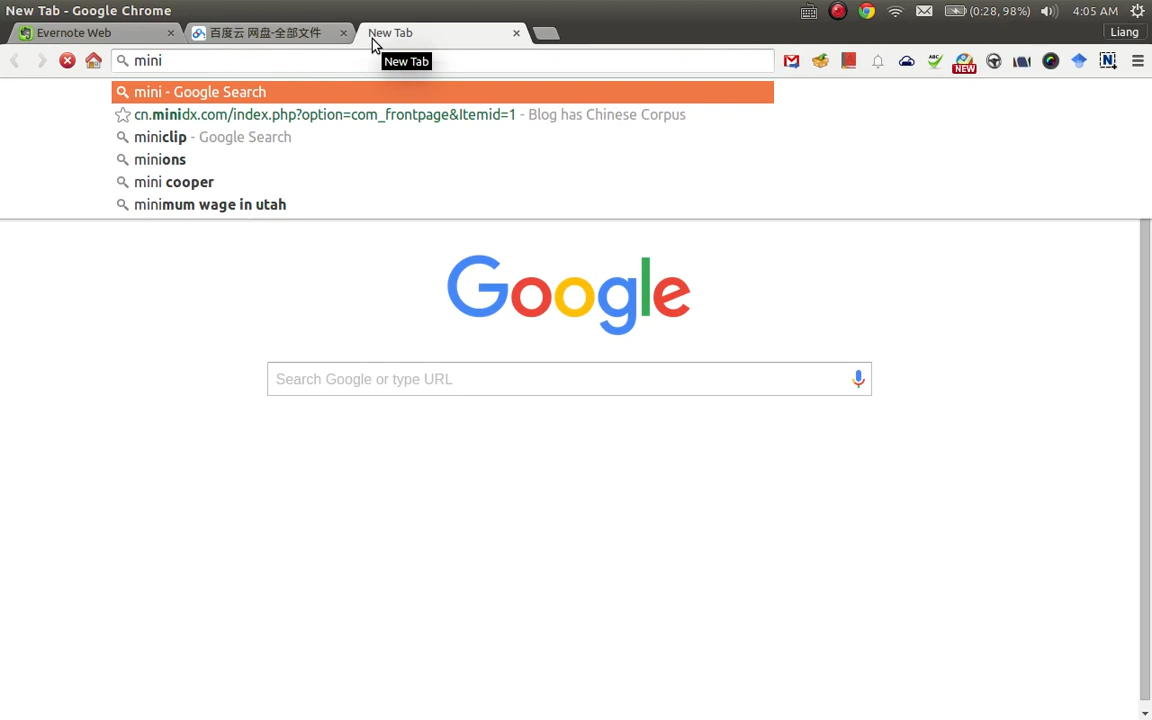 New Tab - Google Chrome
(0:28, 98%)
4:05 AM
Evernote Web
百度云 网盘-全部文件
New Tab
Liang
mini
New Tab
NEW
ABC
N
mini - Google Search
cn.minidx.com/index.php?option=com_frontpage&Itemid=1 - Blog has Chinese Corpus
miniclip - Google Search
minions
mini cooper
minimum wage in utah
Google
Search Google or type URL